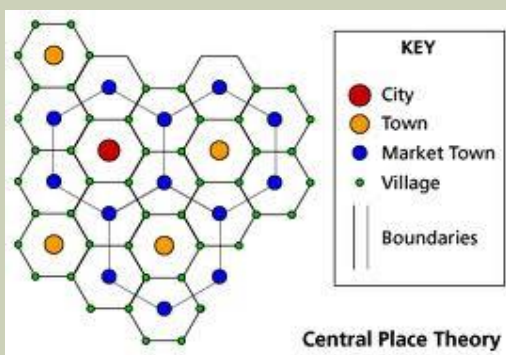 KEY
City
Town
Market Town
Village
Boundaries
Central Place Theory